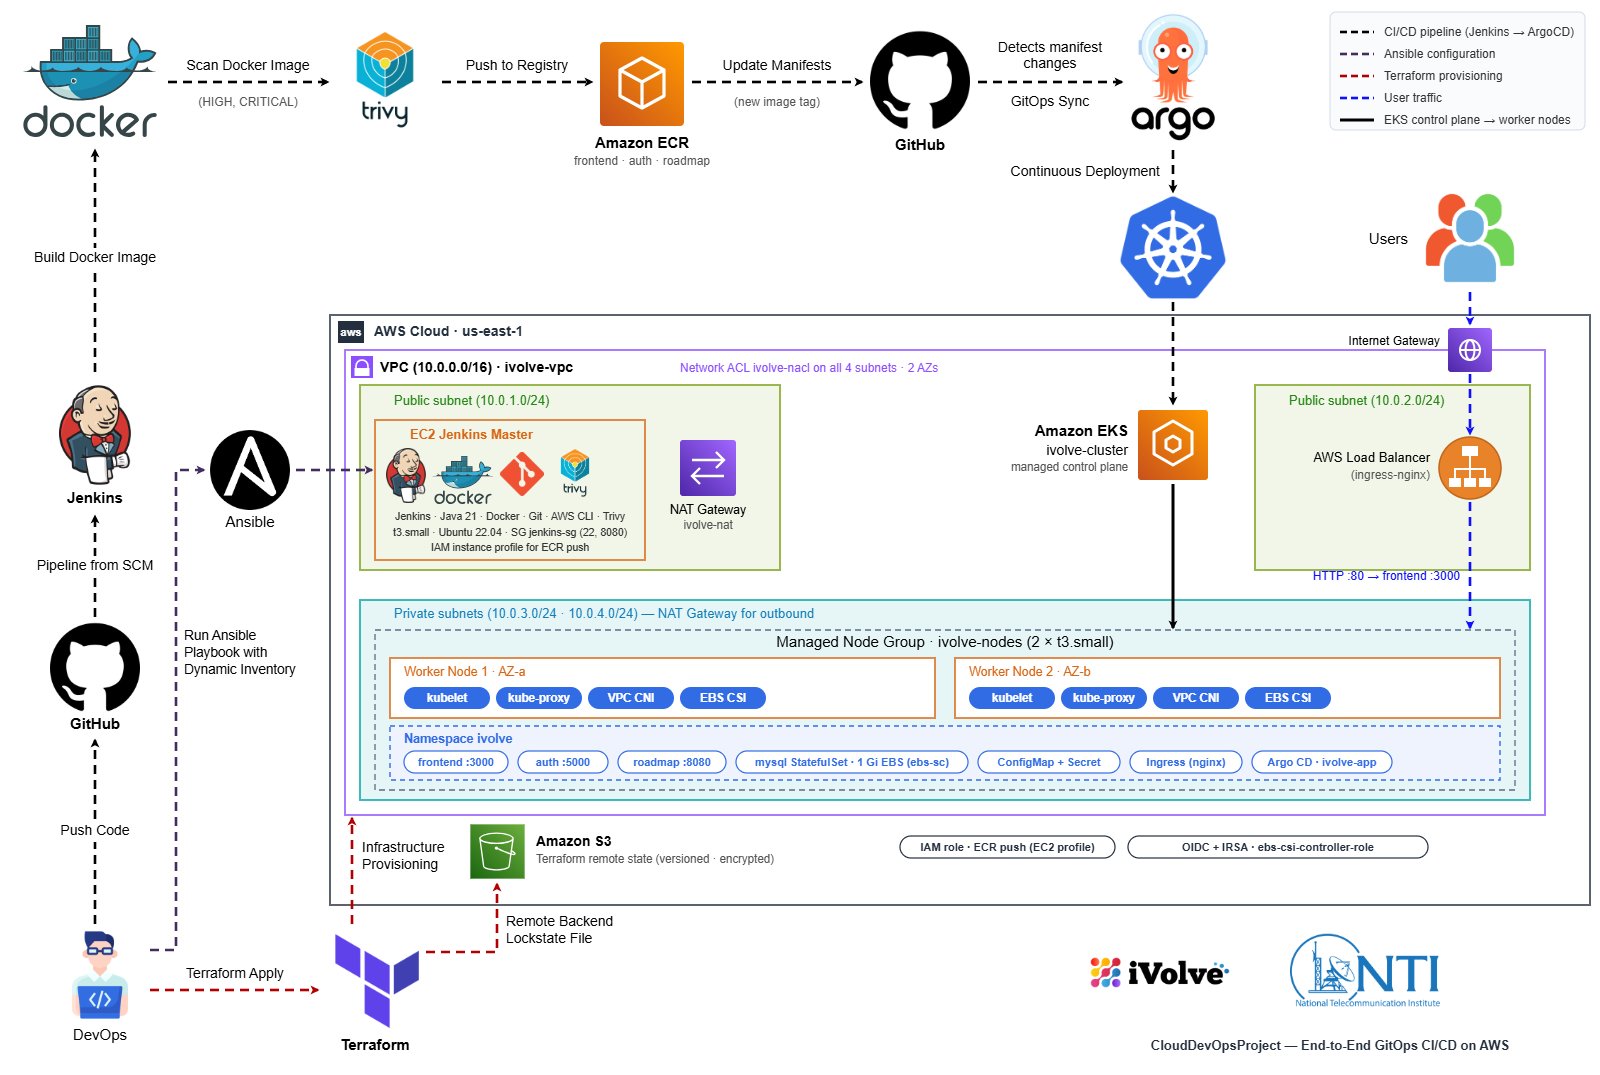 docker
Scan Docker Image
(HIGH, CRITICAL)
trivy
Push to Registry
Amazon ECR
frontend · auth · roadmap
Update Manifests
(new image tag)
GitHub
Detects manifest
changes
GitOps Sync
argo
CI/CD pipeline (Jenkins → ArgoCD)
Ansible configuration
Terraform provisioning
User traffic
EKS control plane → worker nodes
Continuous Deployment
Users
Build Docker Image
aws
AWS Cloud · us-east-1
Internet Gateway
VPC (10.0.0.0/16) · ivolve-vpc
Network ACL ivolve-nacl on all 4 subnets · 2 AZs
Public subnet (10.0.1.0/24)
EC2 Jenkins Master
docker
trivy
Jenkins · Java 21 · Docker · Git · AWS CLI · Trivy
t3.small · Ubuntu 22.04 · SG jenkins-sg (22, 8080)
IAM instance profile for ECR push
NAT Gateway
ivolve-nat
Amazon EKS
ivolve-cluster
managed control plane
Public subnet (10.0.2.0/24)
AWS Load Balancer
(ingress-nginx)
HTTP :80 → frontend :3000
Jenkins
Ansible
Pipeline from SCM
GitHub
Run Ansible
Playbook with
Dynamic Inventory
Private subnets (10.0.3.0/24 · 10.0.4.0/24) — NAT Gateway for outbound
Managed Node Group · ivolve-nodes (2 × t3.small)
Worker Node 1 · AZ-a
kubelet
kube-proxy
VPC CNI
EBS CSI
Worker Node 2 · AZ-b
kubelet
kube-proxy
VPC CNI
EBS CSI
Namespace ivolve
frontend :3000
auth :5000
roadmap :8080
mysql StatefulSet · 1 Gi EBS (ebs-sc)
ConfigMap + Secret
Ingress (nginx)
Argo CD · ivolve-app
Push Code
Infrastructure
Provisioning
Amazon S3
Terraform remote state (versioned · encrypted)
IAM role · ECR push (EC2 profile)
OIDC + IRSA · ebs-csi-controller-role
Remote Backend
Lockstate File
DevOps
Terraform Apply
Terraform
iVolve
NTI
National Telecommunication Institute
CloudDevOpsProject — End-to-End GitOps CI/CD on AWS